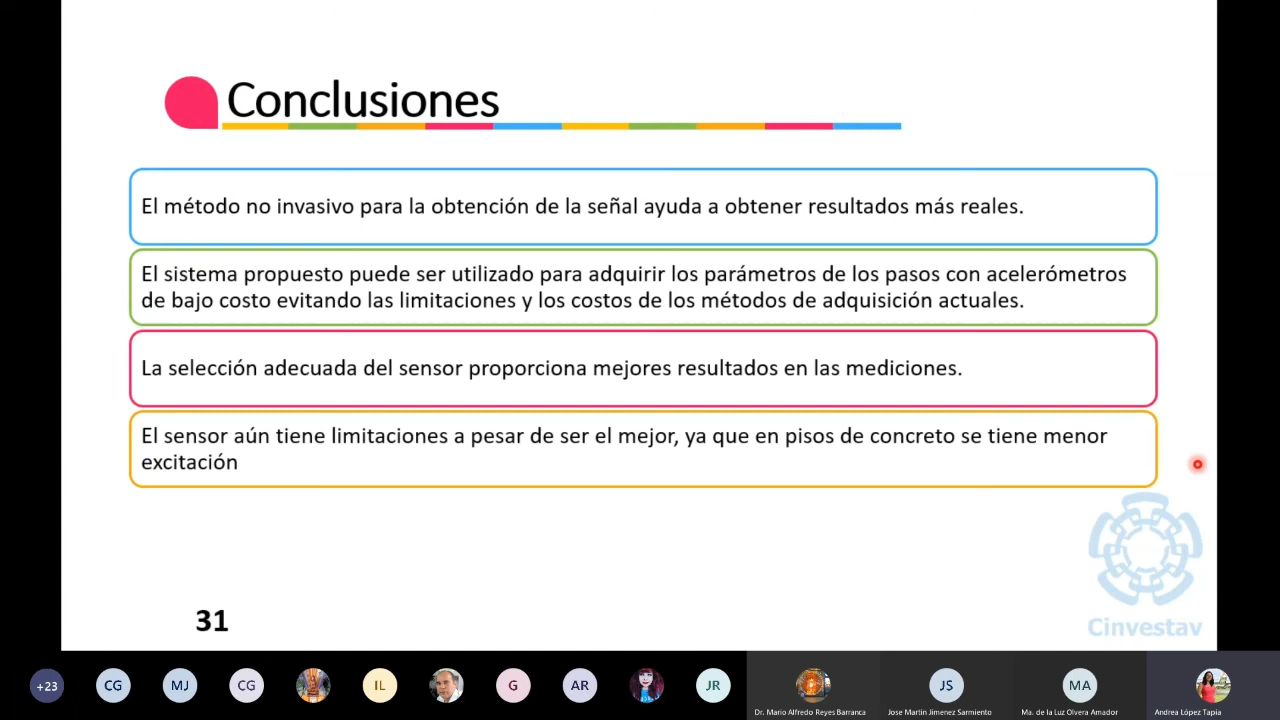 Conclusiones
El método no invasivo para la obtención de la señal ayuda a obtener resultados más reales.
El sistema propuesto puede ser utilizado para adquirir los parámetros de los pasos con acelerómetros
de bajo costo evitando las limitaciones y los costos de los métodos de adquisición actuales.
La selección adecuada del sensor proporciona mejores resultados en las mediciones.
El sensor aún tiene limitaciones a pesar de ser el mejor, ya que en pisos de concreto se tiene menor
excitación
Cinvestav
31
+23
CG
MJ
CG
IL
G
AR
JR
JS
MA
Dr. Mario Alfredo Reyes Barranca
Jose Martín Jimenez Sarmiento
Ma. de la Luz Olvera Amador
Andrea López Tapia